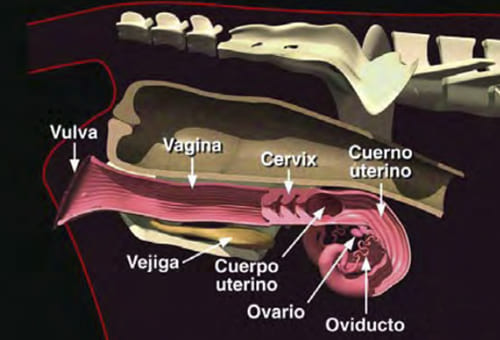 Vulva
Vagina
Cervix
Cuerno
uterino
Vejiga
Cuerpo
uterino
Ovario
Oviducto